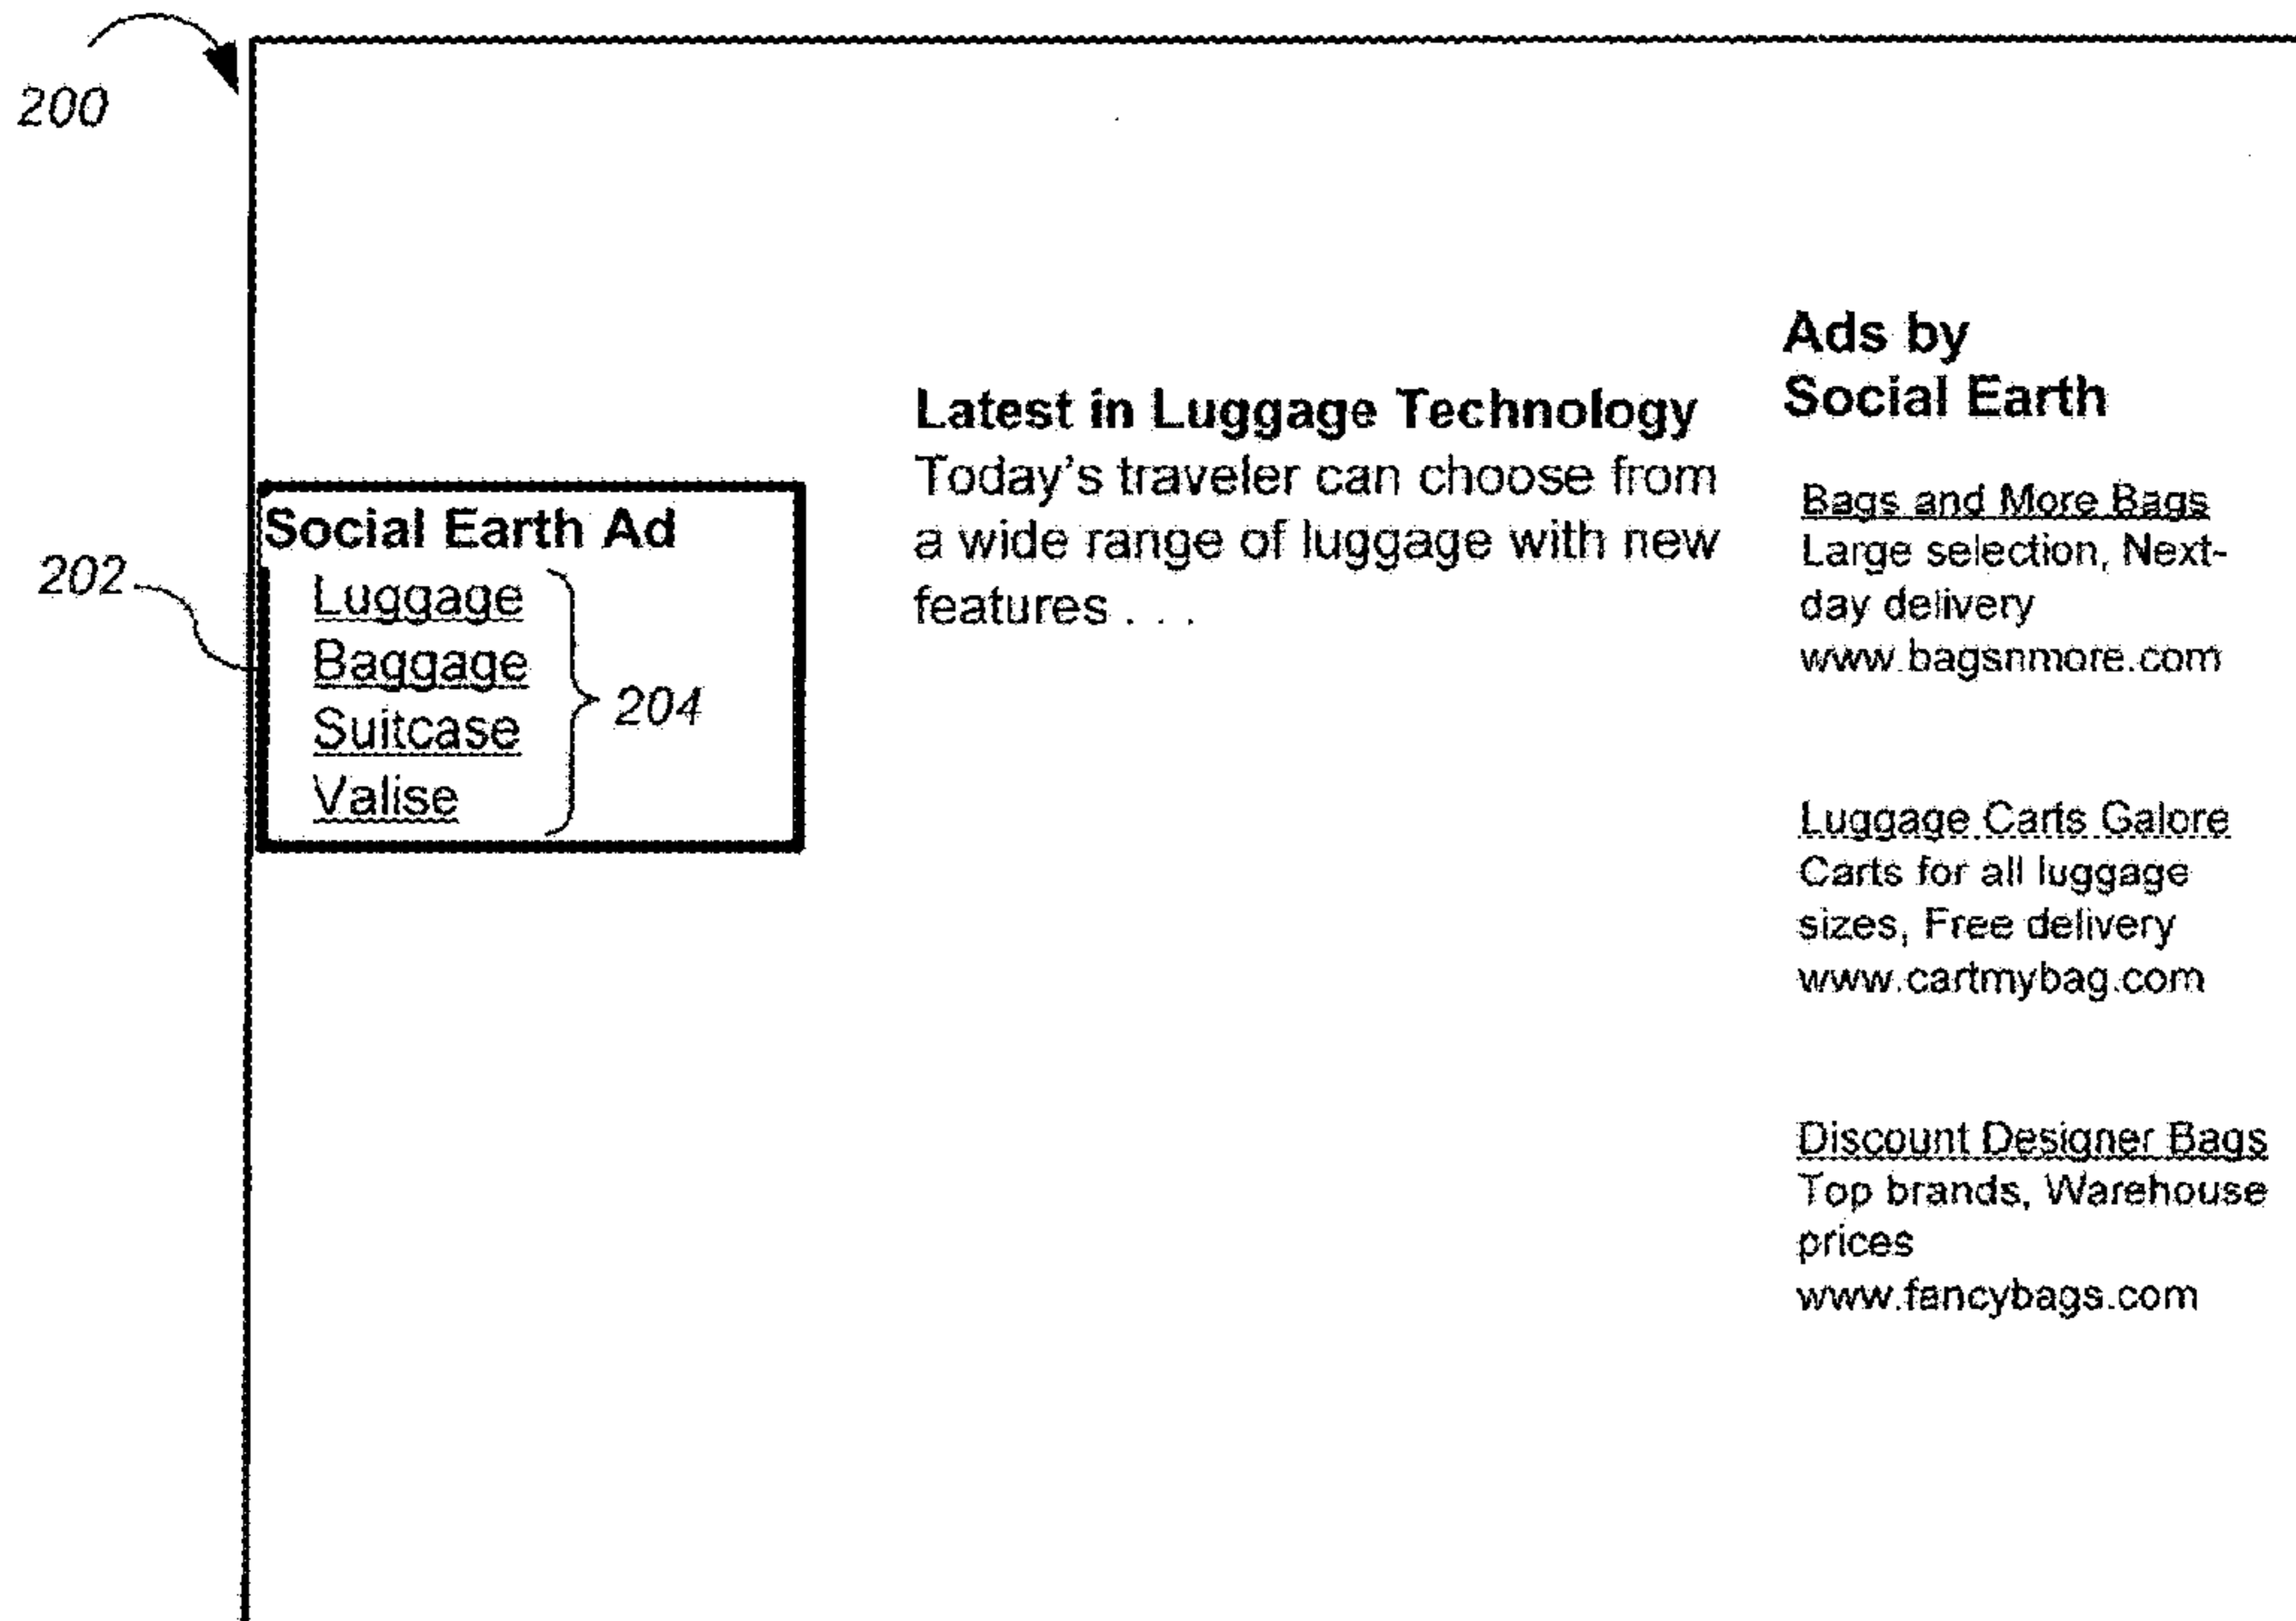 200
202
Social Earth Ad
Luggage
Baggage
Suitcase
Valise
204
Latest in Luggage Technology
Today's traveler can choose from
a wide range of luggage with new
features . . .
Ads by
Social Earth
Bags and More Bags
Large selection, Next-
day delivery
www.bagsnmore.com
Luggage Carts Galore
Carts for all luggage
sizes, Free delivery
www.cartmybag.com
Discount Designer Bags
Top brands, Warehouse
prices
www.fancybags.com